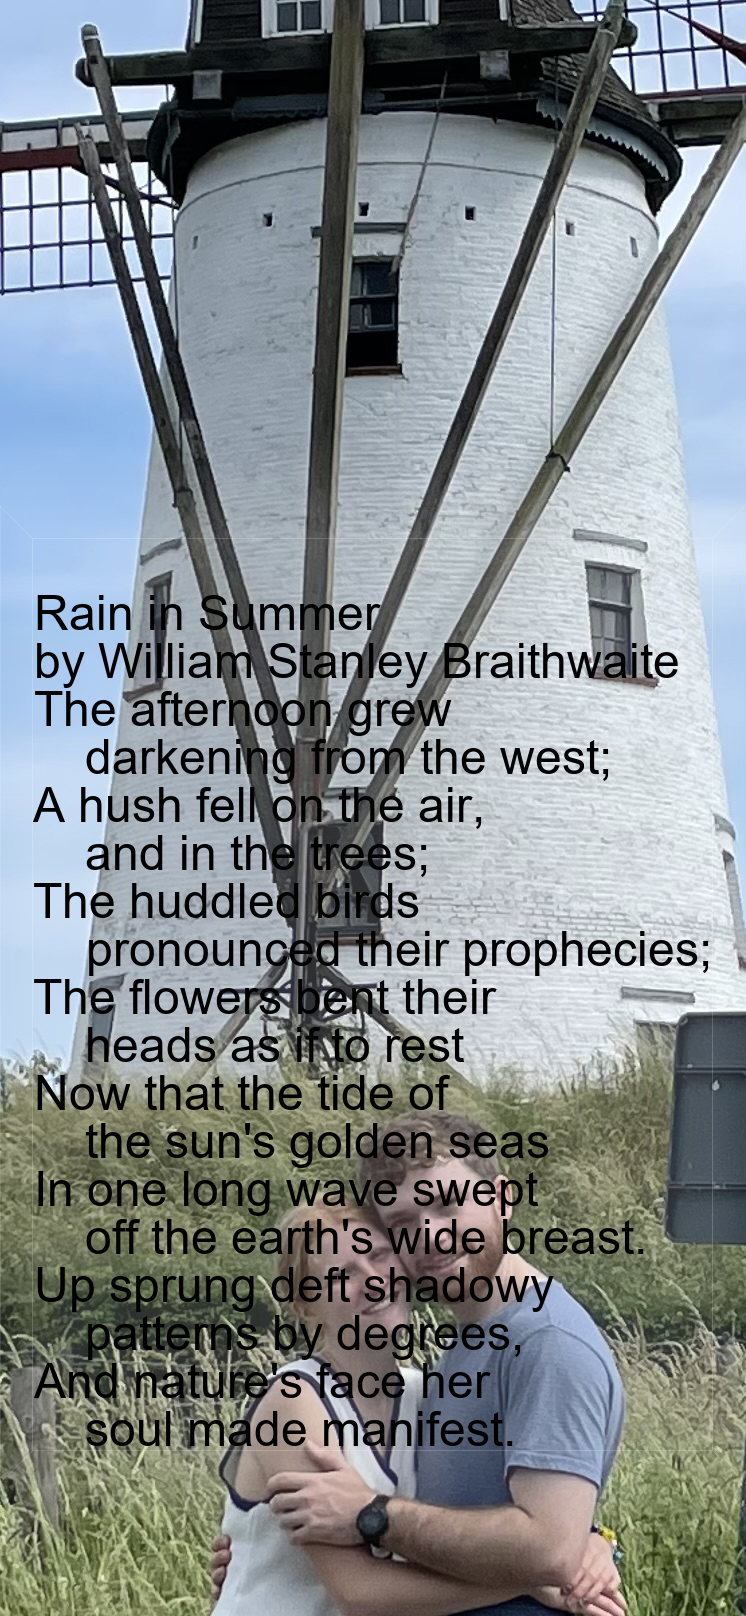 Rain in Summer
by William Stanley Braithwaite
The afternoon grew
darkening from the west;
A hush fell on the air,
and in the trees;
The huddled birds
pronounced their prophecies;
The flowers bent their
heads as if to rest
Now that the tide of
the sun's golden seas
In one long wave swept
off the earth's wide breast.
Up sprung deft shadowy
patterns by degrees,
And nature's face her
soul made manifest.